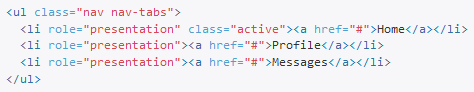 <ul class="nav nav-tabs">
  <li role="presentation" class="active"><a href="#">Home</a></li>
  <li role="presentation"><a href="#">Profile</a></li>
  <li role="presentation"><a href="#">Messages</a></li>
</ul>